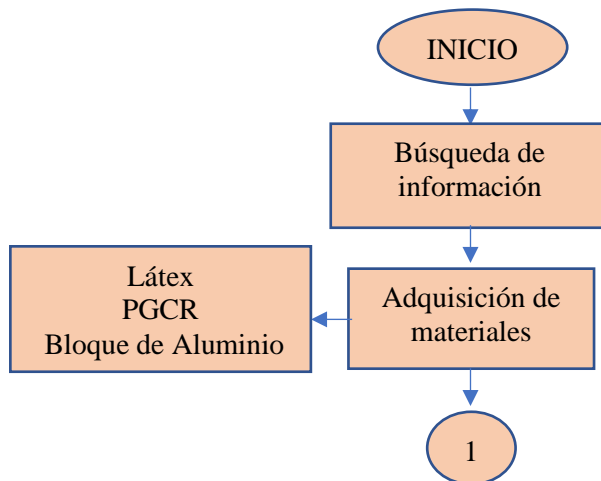 INICIO
Búsqueda de
información
Látex
PGCR
Bloque de Aluminio
Adquisición de
materiales
1